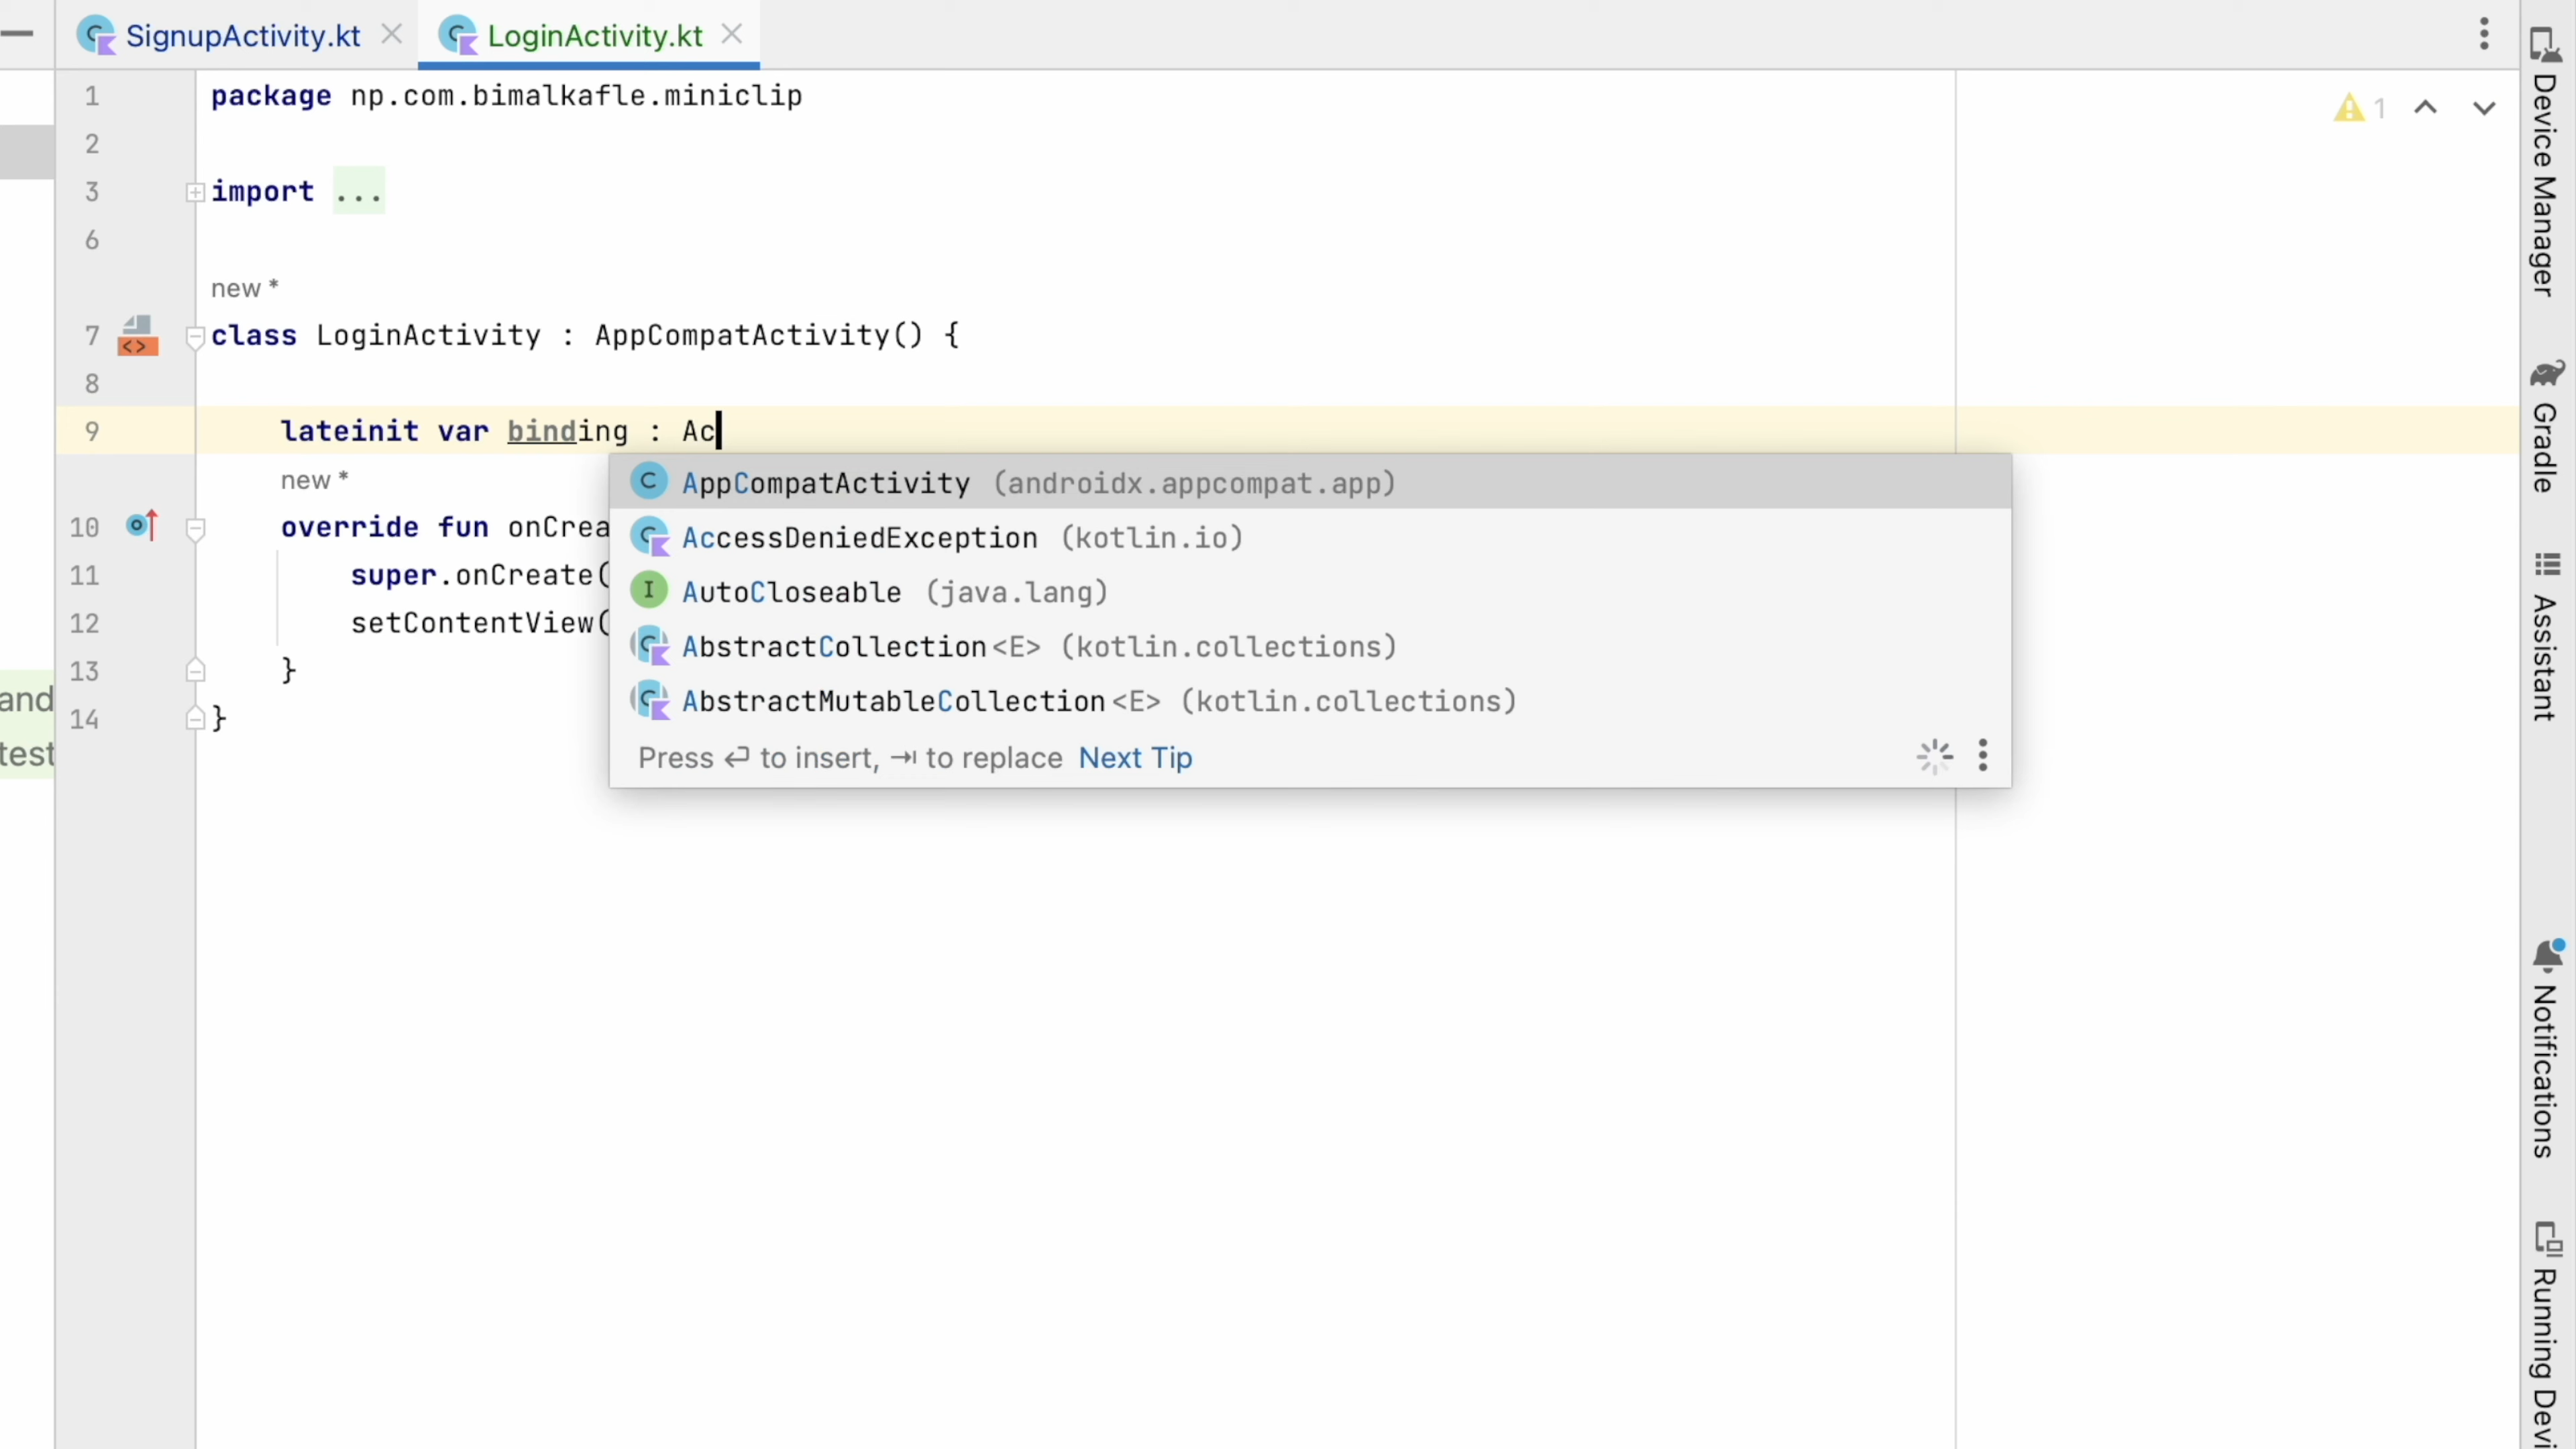 SignupActivity.kt
LoginActivity.kt
1 package np.com.bimalkafle.miniclip
2
3 import ...
6
new *
7 class LoginActivity : AppCompatActivity() {
8
9 lateinit var binding : Ac
new *
10 override fun onCrea
11 super.onCreate(
12 setContentView(
13 }
14 }
AppCompatActivity (androidx.appcompat.app)
AccessDeniedException (kotlin.io)
AutoCloseable (java.lang)
AbstractCollection<E> (kotlin.collections)
AbstractMutableCollection<E> (kotlin.collections)
Press ↵ to insert, ⇥ to replace Next Tip
and
test
1
Device Manager
Gradle
Assistant
Notifications
Running Devi